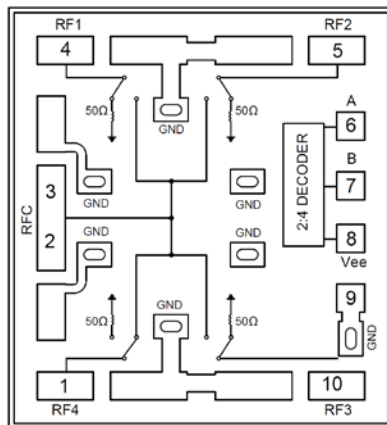 RF1 RF2
4 5
50Ω 50Ω
GND
A
6
GND GND
B
7
3
RFC
2
2:4 DECODER
8
Vee
GND GND
9
GND
50Ω 50Ω
GND
1 10
RF4 RF3